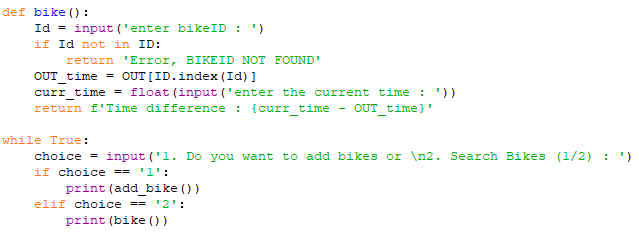 def bike():
    Id = input('enter bikeID : ')
    if Id not in ID:
        return 'Error, BIKEID NOT FOUND'
    OUT_time = OUT[ID.index(Id)]
    curr_time = float(input('enter the current time : '))
    return f'Time difference : {curr_time - OUT_time}'

while True:
    choice = input('1. Do you want to add bikes or \n2. Search Bikes (1/2) : ')
    if choice == '1':
        print(add_bike())
    elif choice == '2':
        print(bike())